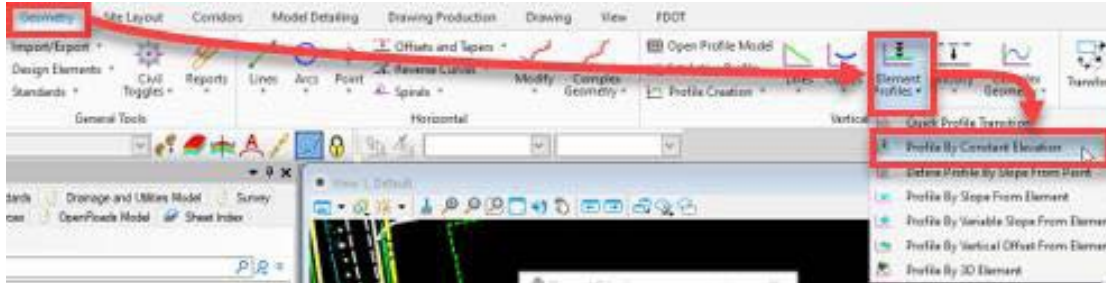 Geometry Site Layout Corridors Model Detailing Drawing Production Drawing View FDOT
Import/Export
Design Elements
Standards
Civil Toggles
Reports
Lines
Arcs
Point
Offsets and Tapers
Reverse Curves
Spirals
Modify
Complex Geometry
Open Profile Model
Profile Creation
Lines
Element Profiles
Geometry
Transform
General Tools
Horizontal
Vertical
Quick Profile Transition
Profile By Constant Elevation
Define Profile By Slope From Point
Profile By Slope From Element
Profile By Variable Slope From Element
Profile By Vertical Offset From Element
Profile By 3D Element
View 1, Default
Drainage and Utilities Model Survey
OpenRoads Model Sheet Index